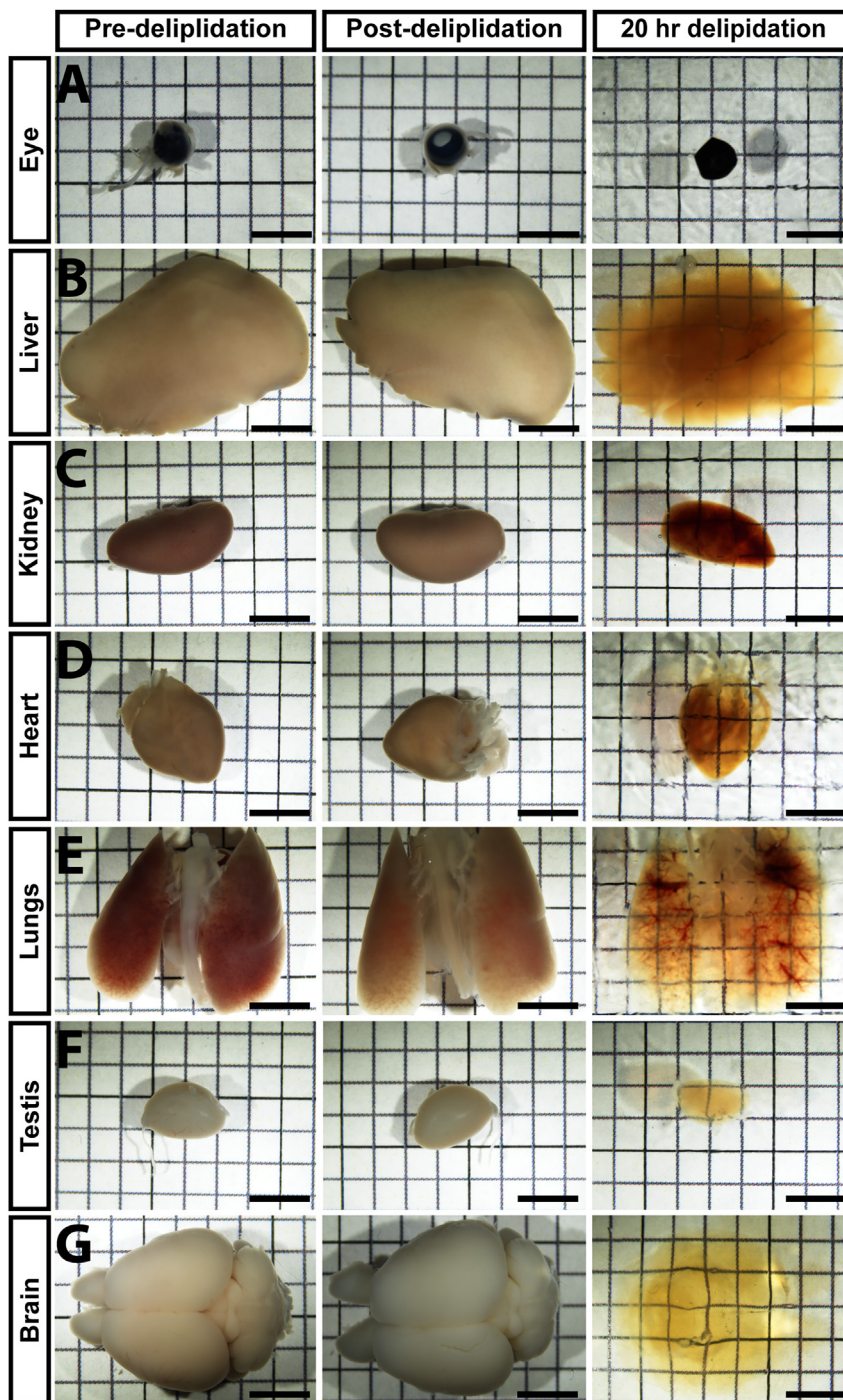 Pre-deliplidation Post-deliplidation 20 hr delipidation
A Eye
B Liver
C Kidney
D Heart
E Lungs
F Testis
G Brain